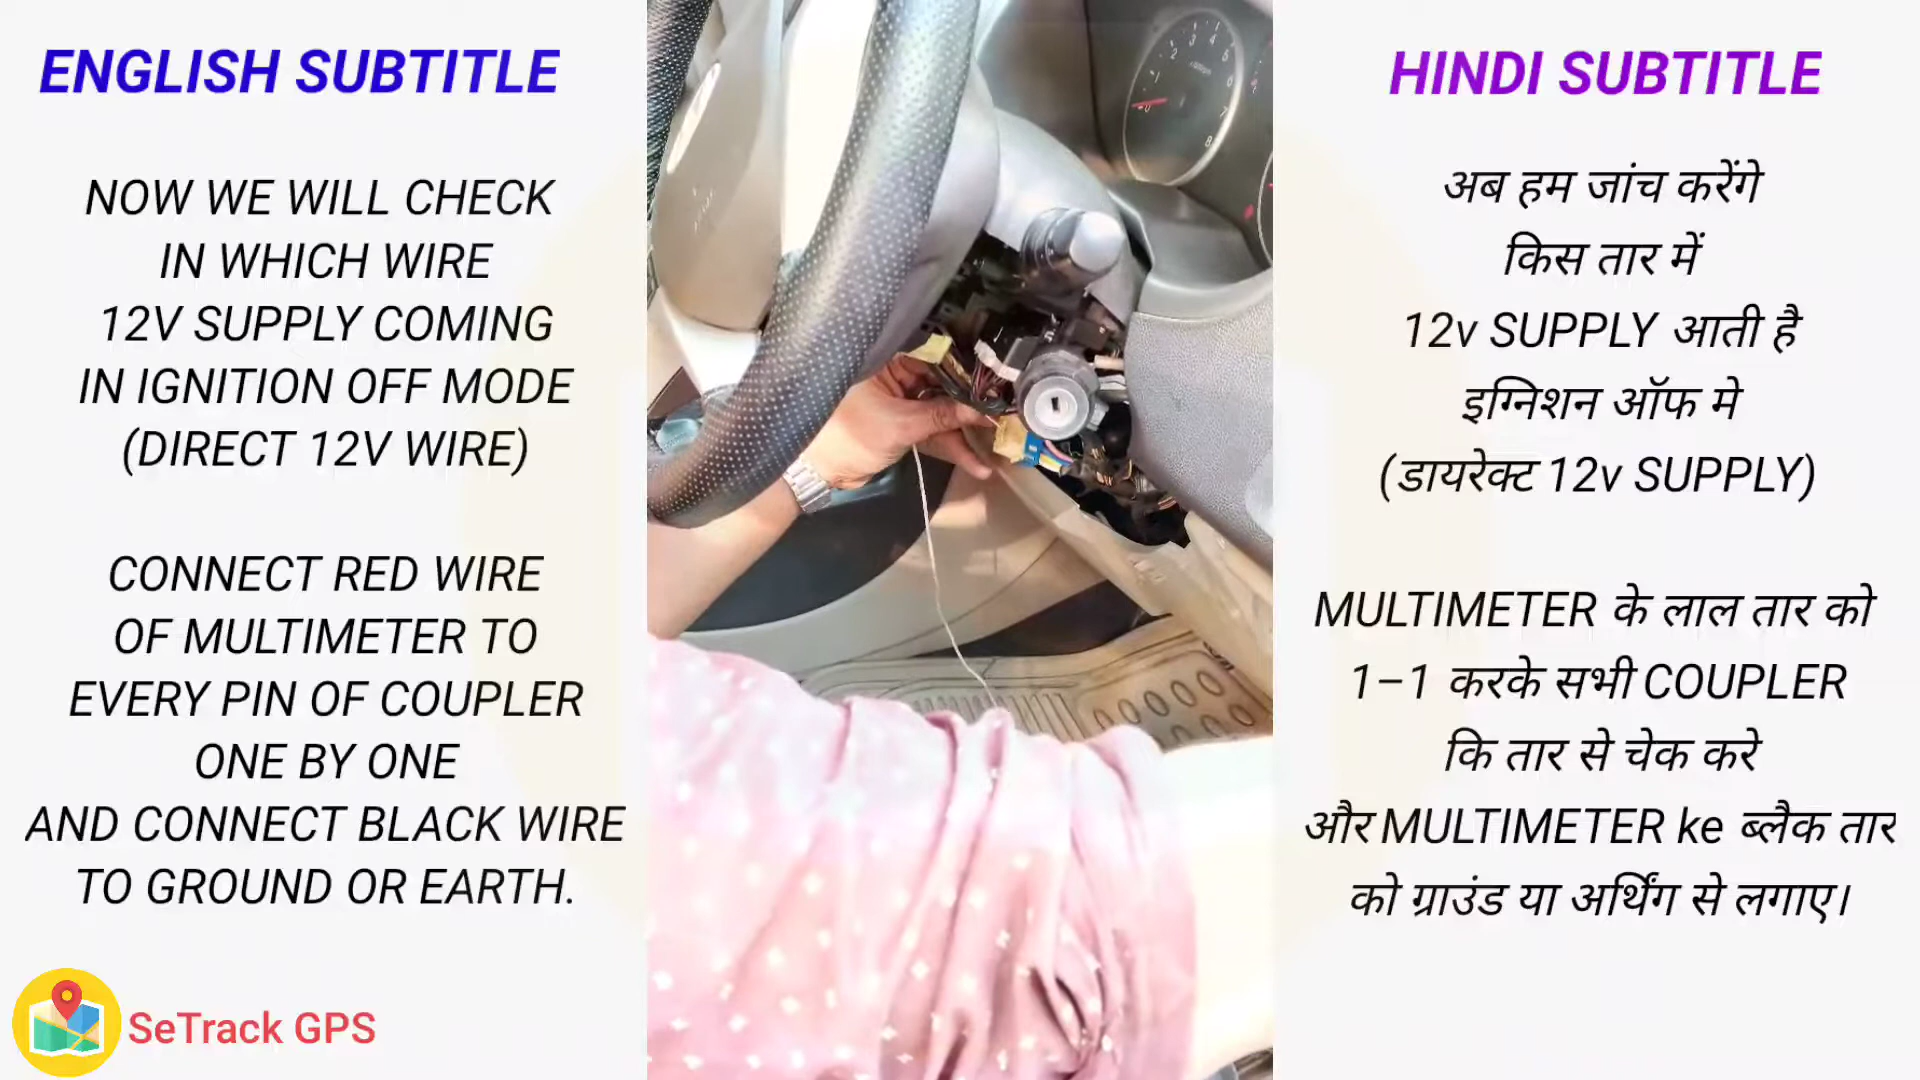 ENGLISH SUBTITLE
NOW WE WILL CHECK
IN WHICH WIRE
12V SUPPLY COMING
IN IGNITION OFF MODE
(DIRECT 12V WIRE)
CONNECT RED WIRE
OF MULTIMETER TO
EVERY PIN OF COUPLER
ONE BY ONE
AND CONNECT BLACK WIRE
TO GROUND OR EARTH.
SeTrack GPS
HINDI SUBTITLE
अब हम जांच करेंगे
किस तार में
12v SUPPLY आती है
इग्निशन ऑफ मे
(डायरेक्ट 12v SUPPLY)
MULTIMETER के लाल तार को
1-1 करके सभी COUPLER
कि तार से चेक करे
और MULTIMETER ke ब्लैक तार
को ग्राउंड या अर्थिंग से लगाए।